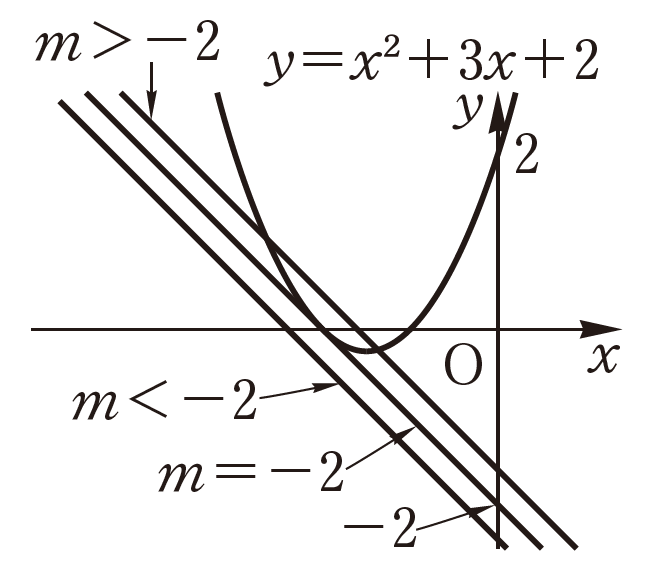 m > −2
y = x² + 3x + 2
y
2
O
x
m < −2
m = −2
−2